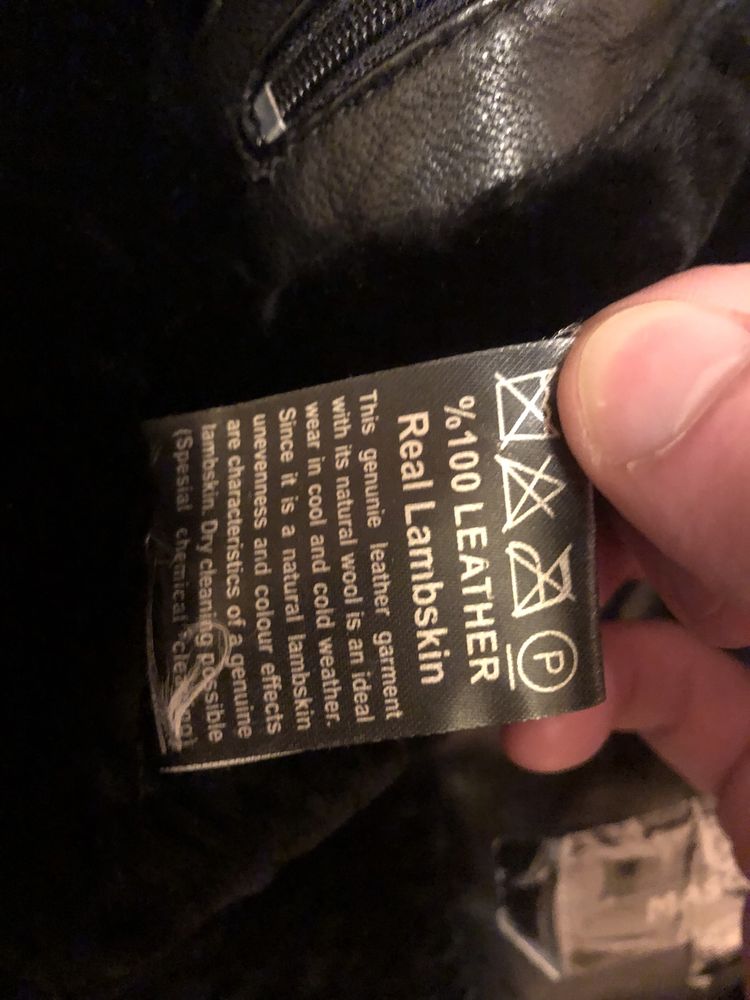 P
%100 LEATHER
Real Lambskin
This genunie leather garment
with its natural wool is an ideal
wear in cool and cold weather.
Since it is a natural lambskin
unevenness and colour effects
are characteristics of a genuine
lambskin. Dry cleaning possible
(Spesial chemical